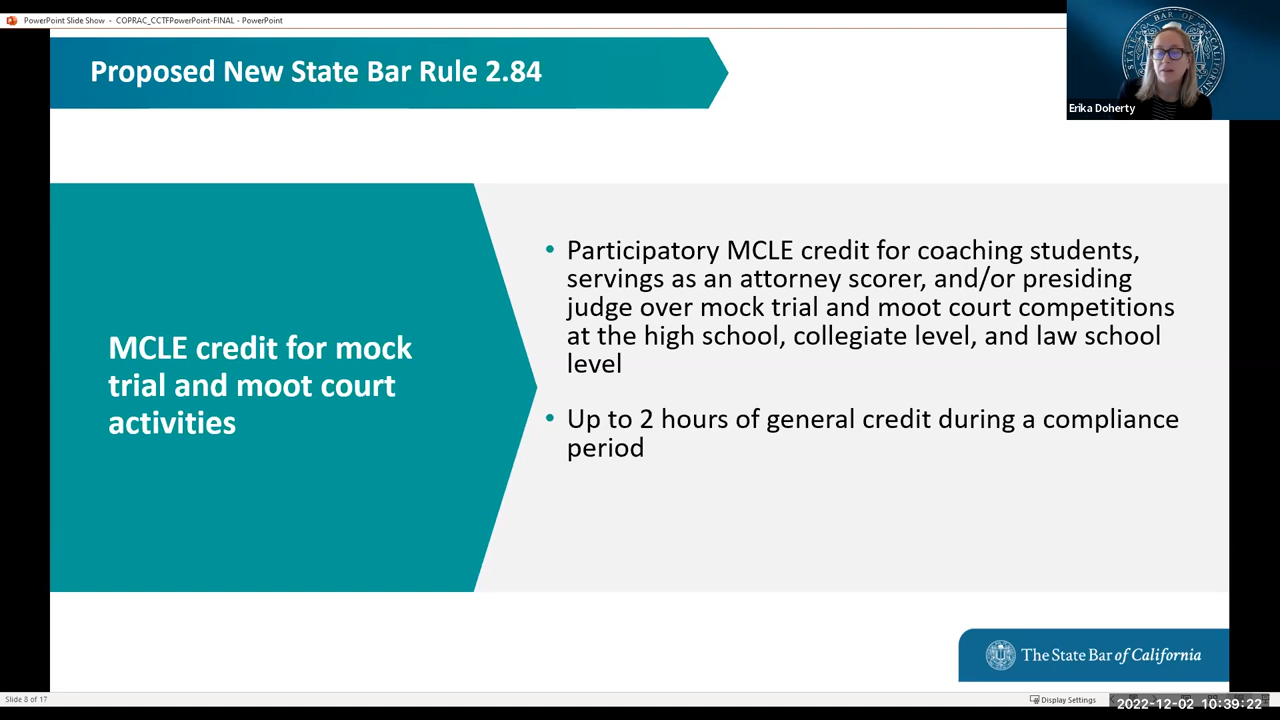 PowerPoint Slide Show - COPRAC_CCTFPowerPoint-FINAL - PowerPoint
Proposed New State Bar Rule 2.84
STATE BAR OF CALIFORNIA
Erika Doherty
MCLE credit for mock
trial and moot court
activities
• Participatory MCLE credit for coaching students,
servings as an attorney scorer, and/or presiding
judge over mock trial and moot court competitions
at the high school, collegiate level, and law school
level
• Up to 2 hours of general credit during a compliance
period
The State Bar of California
Slide 8 of 17
Display Settings
2022-12-02 10:39:22